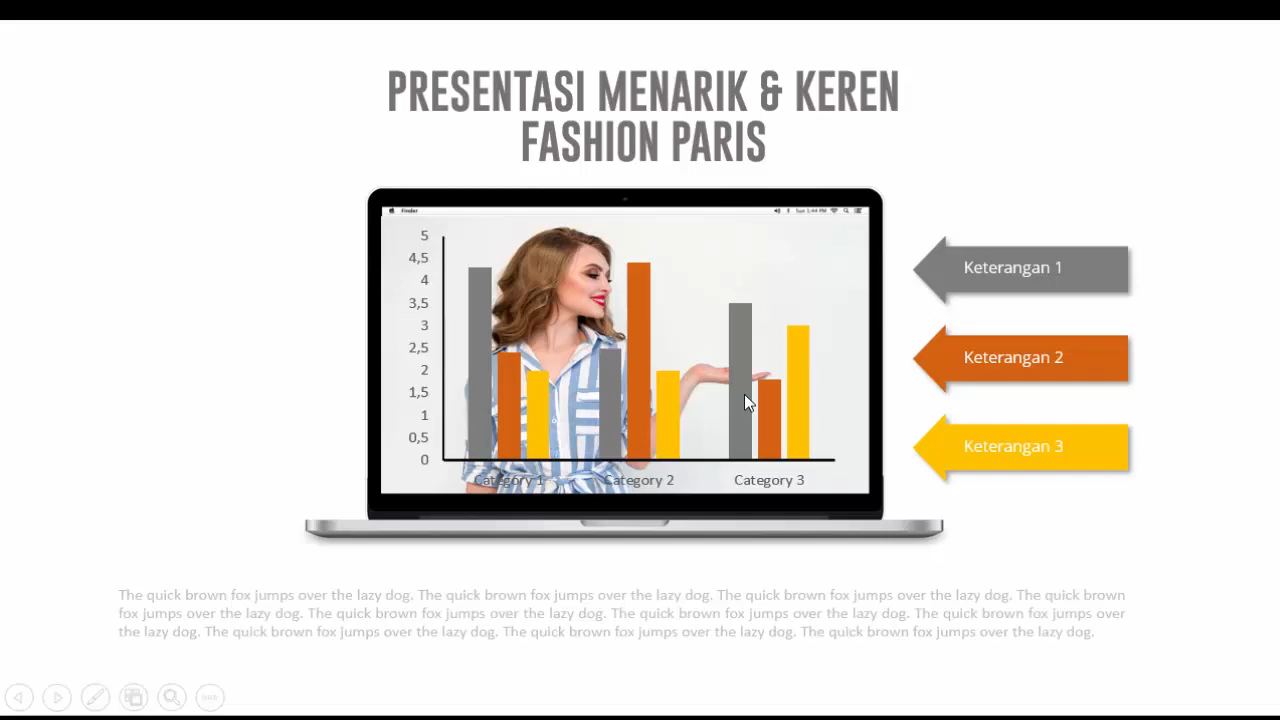 PRESENTASI MENARIK & KEREN
FASHION PARIS
Finder
Sun 1:44 PM
5
4,5
4
3,5
3
2,5
2
1,5
1
0,5
0
Category 1
Category 2
Category 3
Keterangan 1
Keterangan 2
Keterangan 3
The quick brown fox jumps over the lazy dog. The quick brown fox jumps over the lazy dog. The quick brown fox jumps over the lazy dog. The quick brown
fox jumps over the lazy dog. The quick brown fox jumps over the lazy dog. The quick brown fox jumps over the lazy dog. The quick brown fox jumps over
the lazy dog. The quick brown fox jumps over the lazy dog. The quick brown fox jumps over the lazy dog. The quick brown fox jumps over the lazy dog.